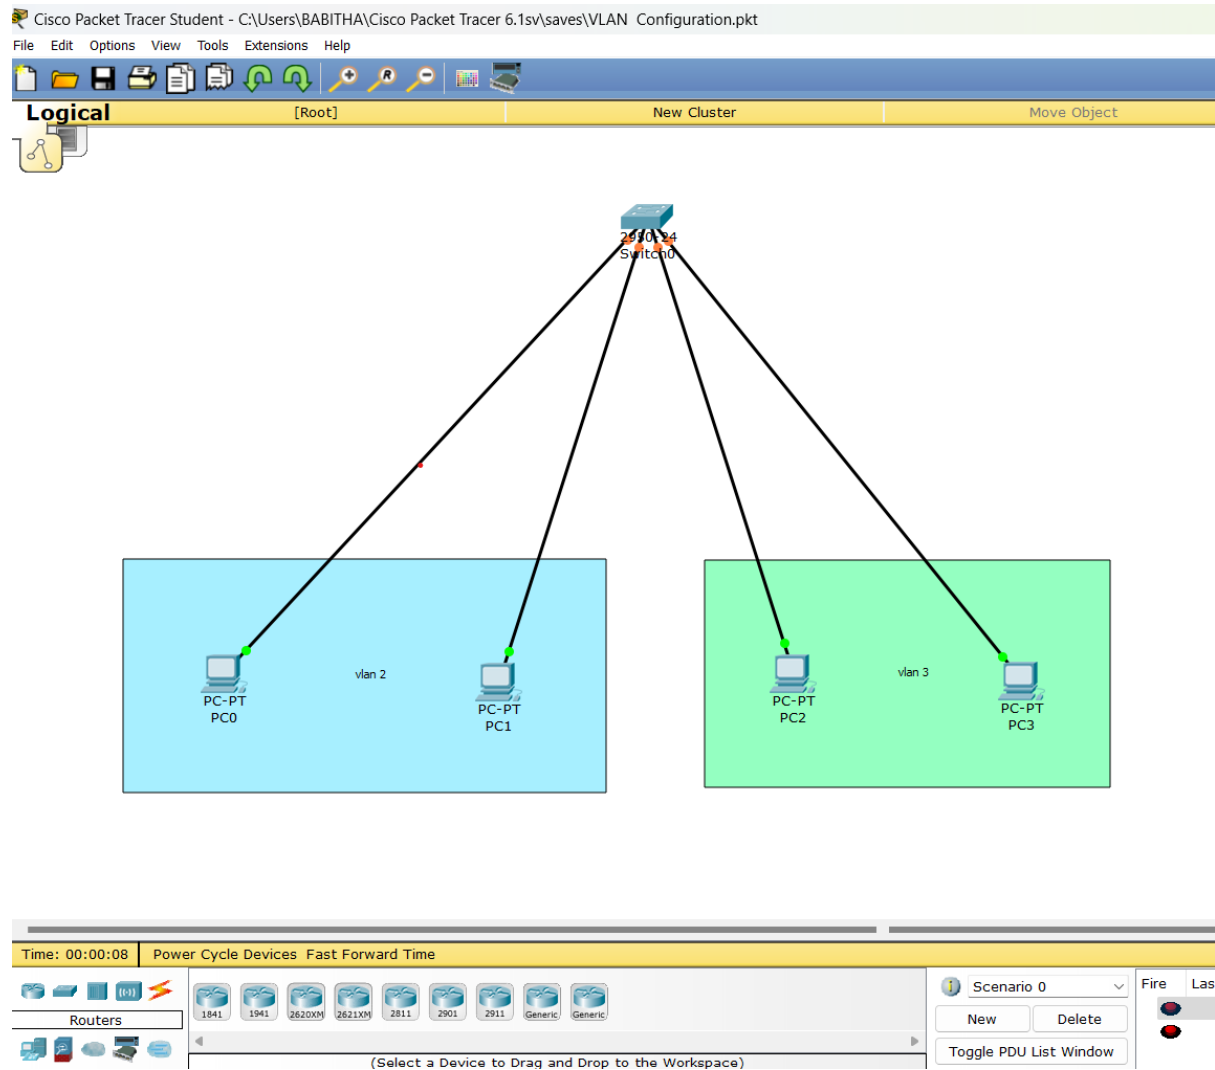 Cisco Packet Tracer Student - C:\Users\BABITHA\Cisco Packet Tracer 6.1sv\saves\VLAN  Configuration.pkt
File Edit Options View Tools Extensions Help
Logical [Root] New Cluster Move Object
2950-24
Switch0
vlan 2
vlan 3
PC-PT
PC0
PC-PT
PC1
PC-PT
PC2
PC-PT
PC3
Time: 00:00:08 Power Cycle Devices Fast Forward Time
Routers
1841 1941 2620XM 2621XM 2811 2901 2911 Generic Generic
(Select a Device to Drag and Drop to the Workspace)
Scenario 0
New Delete
Toggle PDU List Window
Fire Las